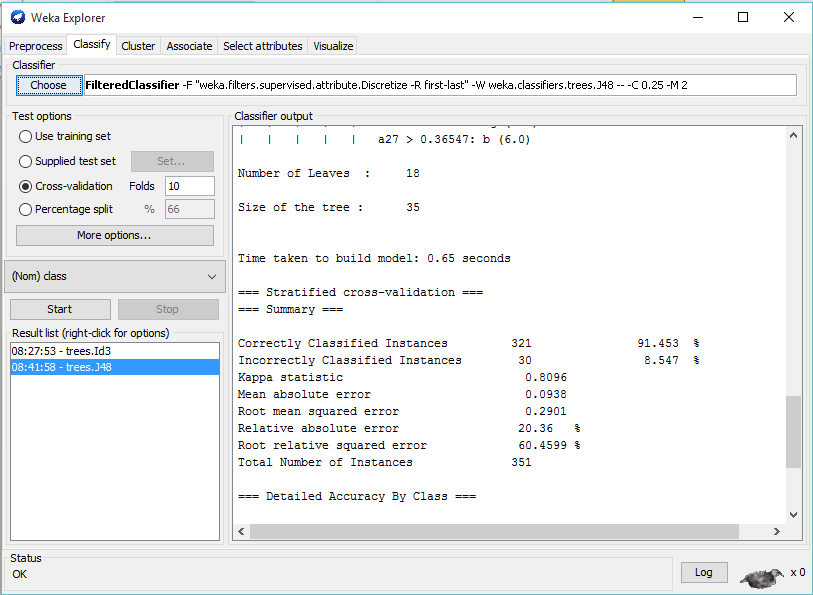 Weka Explorer
Preprocess Classify Cluster Associate Select attributes Visualize
Classifier
Choose FilteredClassifier -F "weka.filters.supervised.attribute.Discretize -R first-last" -W weka.classifiers.trees.J48 -- -C 0.25 -M 2
Test options
Use training set
Supplied test set Set...
Cross-validation Folds 10
Percentage split % 66
More options...
(Nom) class
Start Stop
Result list (right-click for options)
08:27:53 - trees.Id3
08:41:58 - trees.J48
Classifier output
| | | | | a27 > 0.36547: b (6.0)
Number of Leaves : 18
Size of the tree : 35
Time taken to build model: 0.65 seconds
=== Stratified cross-validation ===
=== Summary ===
Correctly Classified Instances 321 91.453 %
Incorrectly Classified Instances 30 8.547 %
Kappa statistic 0.8096
Mean absolute error 0.0938
Root mean squared error 0.2901
Relative absolute error 20.36 %
Root relative squared error 60.4599 %
Total Number of Instances 351
=== Detailed Accuracy By Class ===
Status
OK
Log x 0